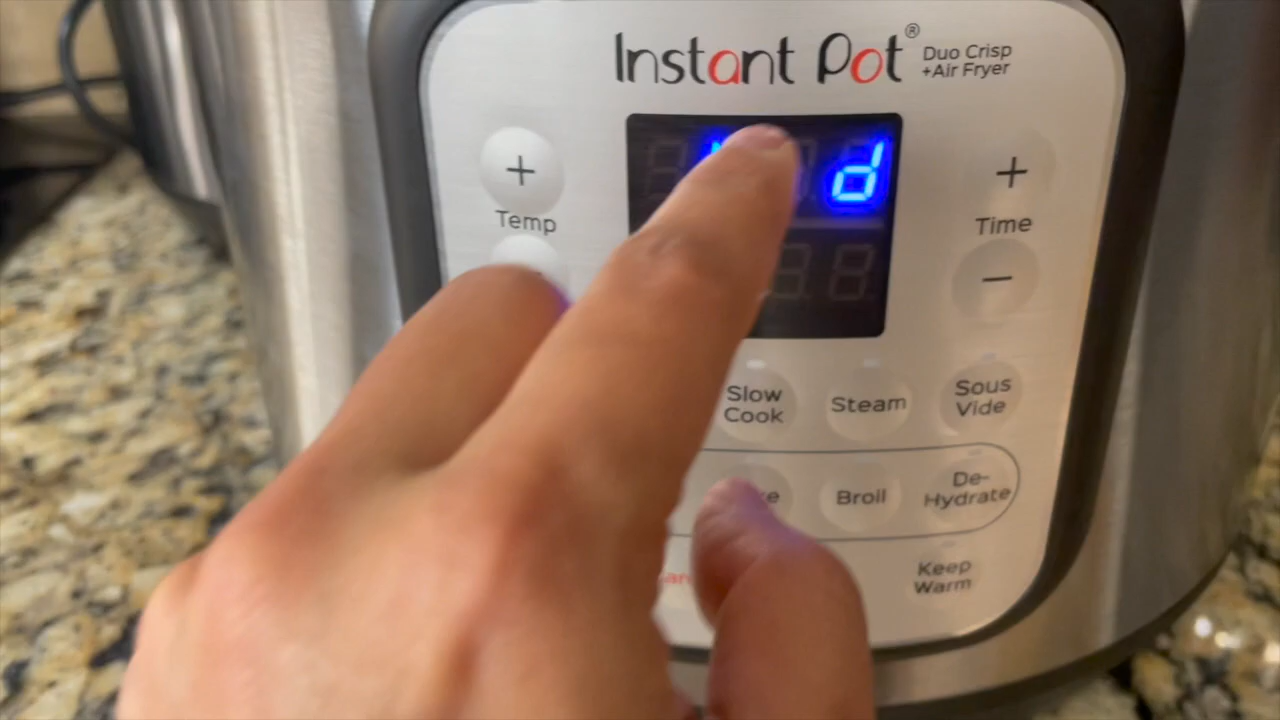 Instant Pot®
Duo Crisp
+Air Fryer
+
+
Temp
Time
d
-
Slow
Cook
Steam
Sous
Vide
Broil
De-
Hydrate
Keep
Warm